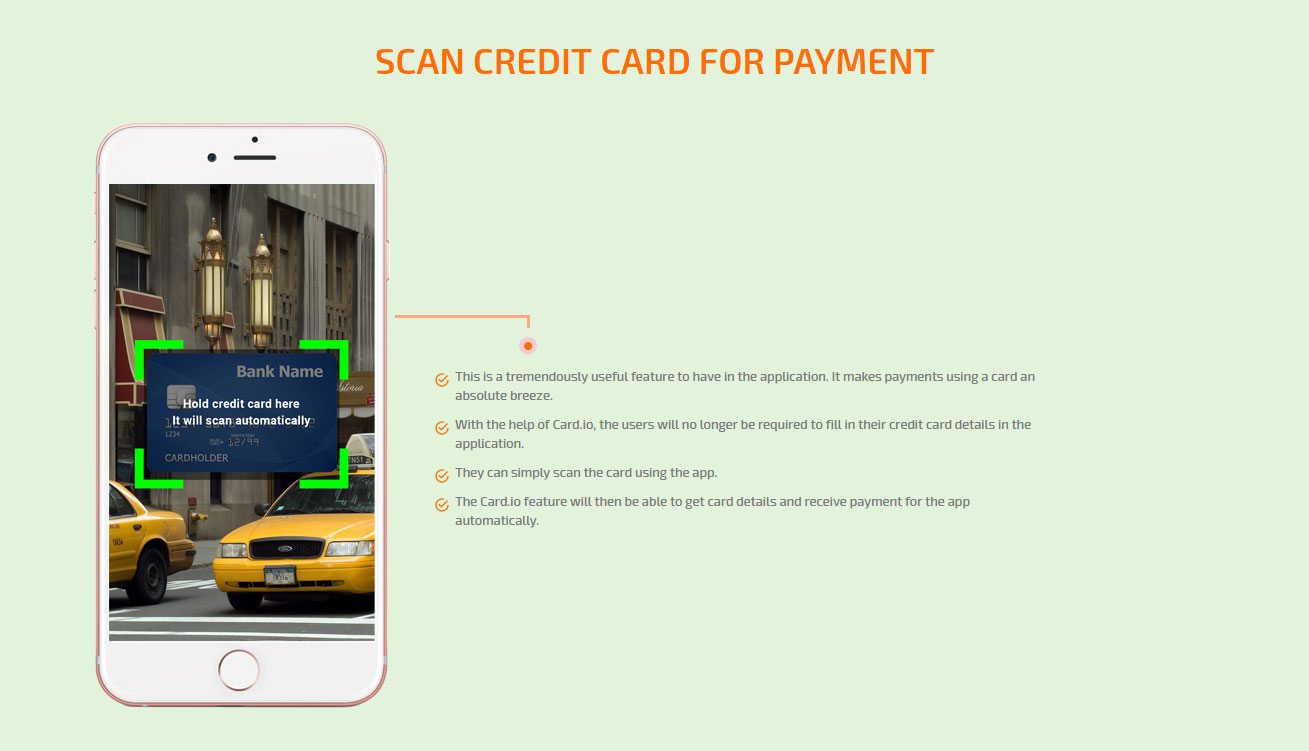 SCAN CREDIT CARD FOR PAYMENT
Bank Name
Hold credit card here
It will scan automatically
1234
12/99
CARDHOLDER
This is a tremendously useful feature to have in the application. It makes payments using a card an
absolute breeze.
With the help of Card.io, the users will no longer be required to fill in their credit card details in the
application.
They can simply scan the card using the app.
The Card.io feature will then be able to get card details and receive payment for the app
automatically.